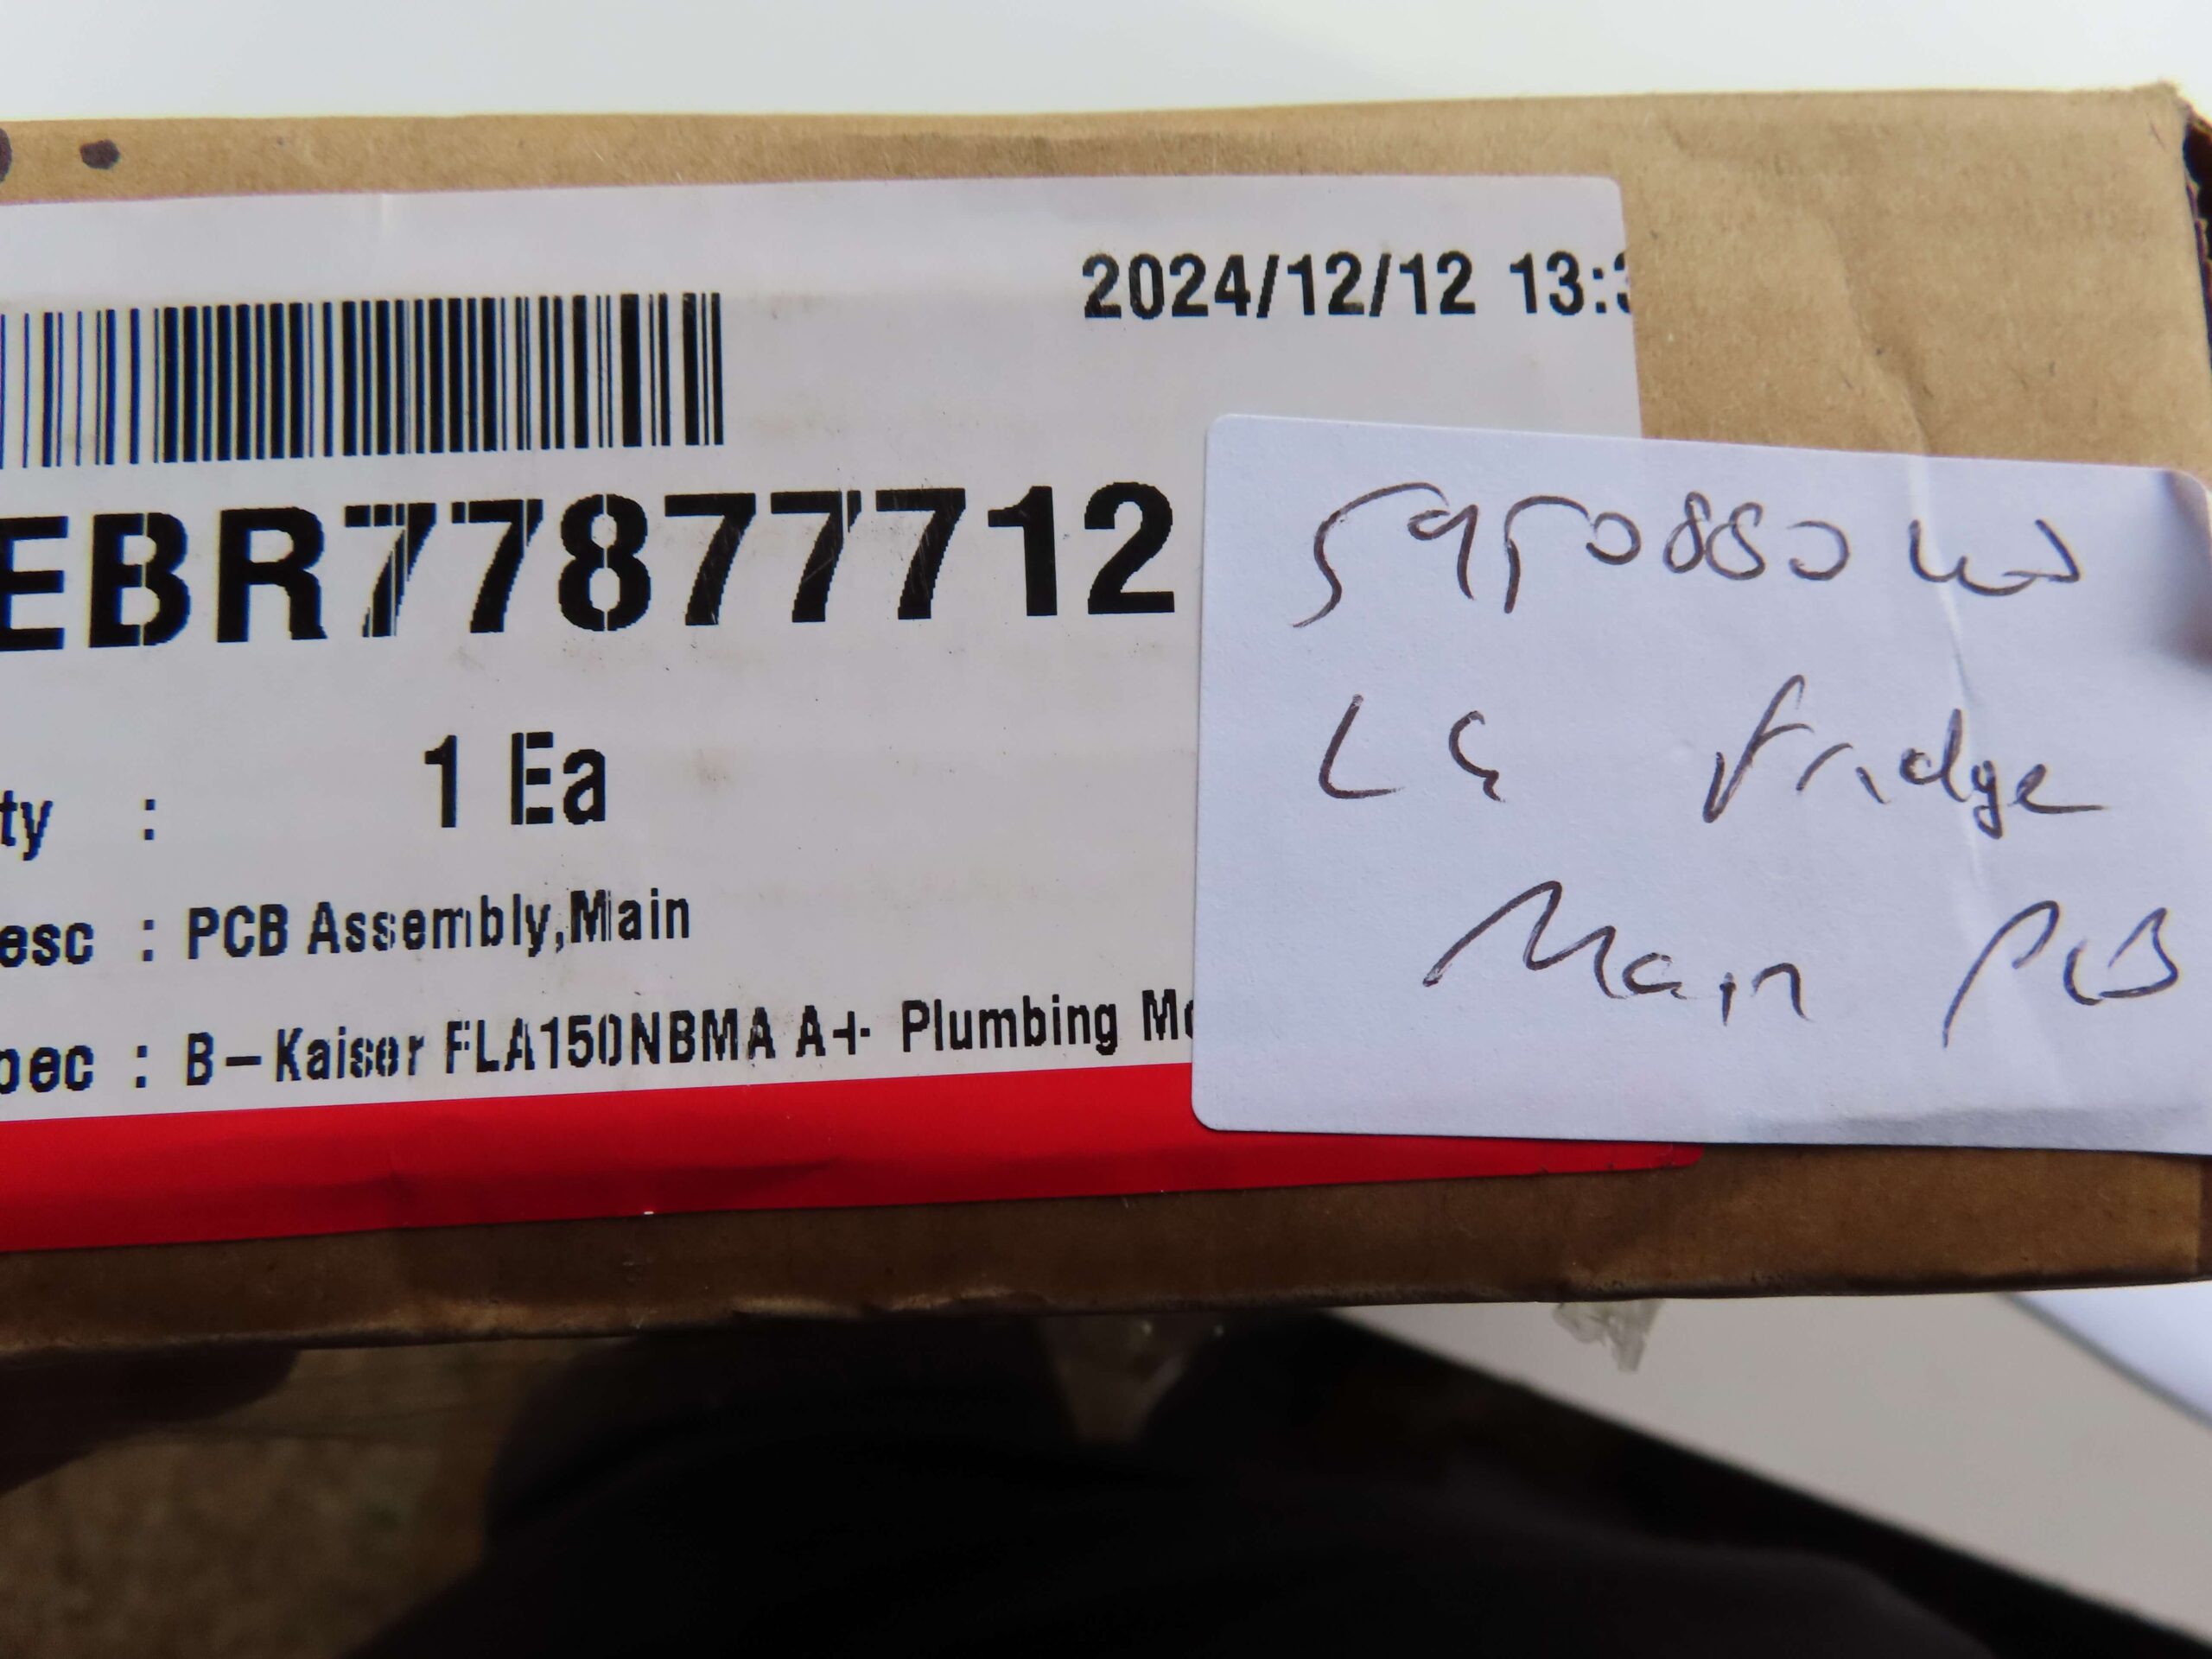 2024/12/12 13:3
EBR77877712
1 Ea
ty :
esc : PCB Assembly,Main
pec : B-Kaiser FLA150NBMA A+ Plumbing Mo
LG Fridge
Main PCB